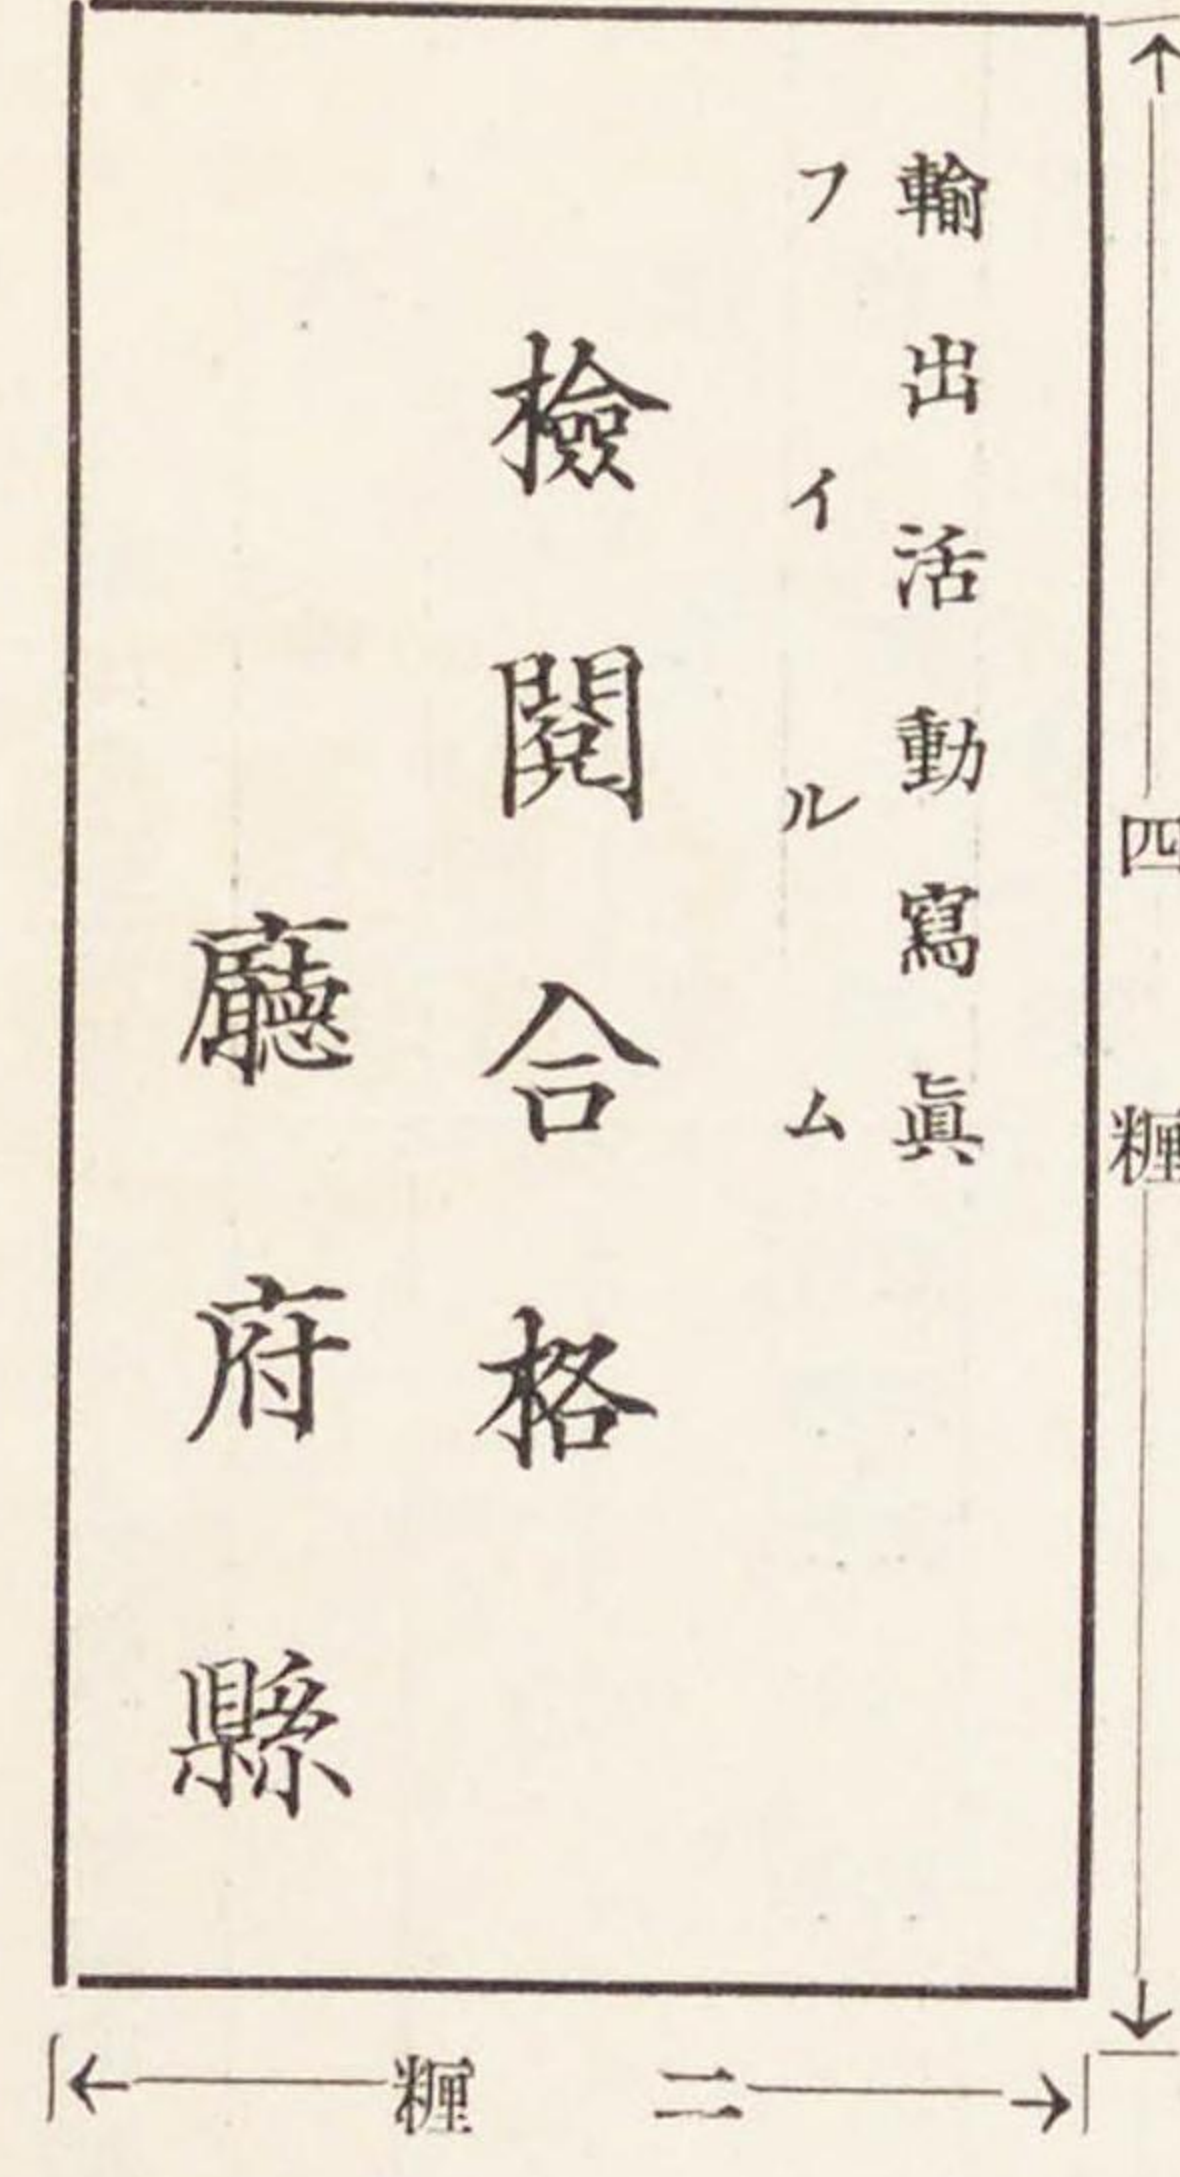 四糎
輸出活動寫眞
フイルム
檢閱合格
廳府縣
二糎